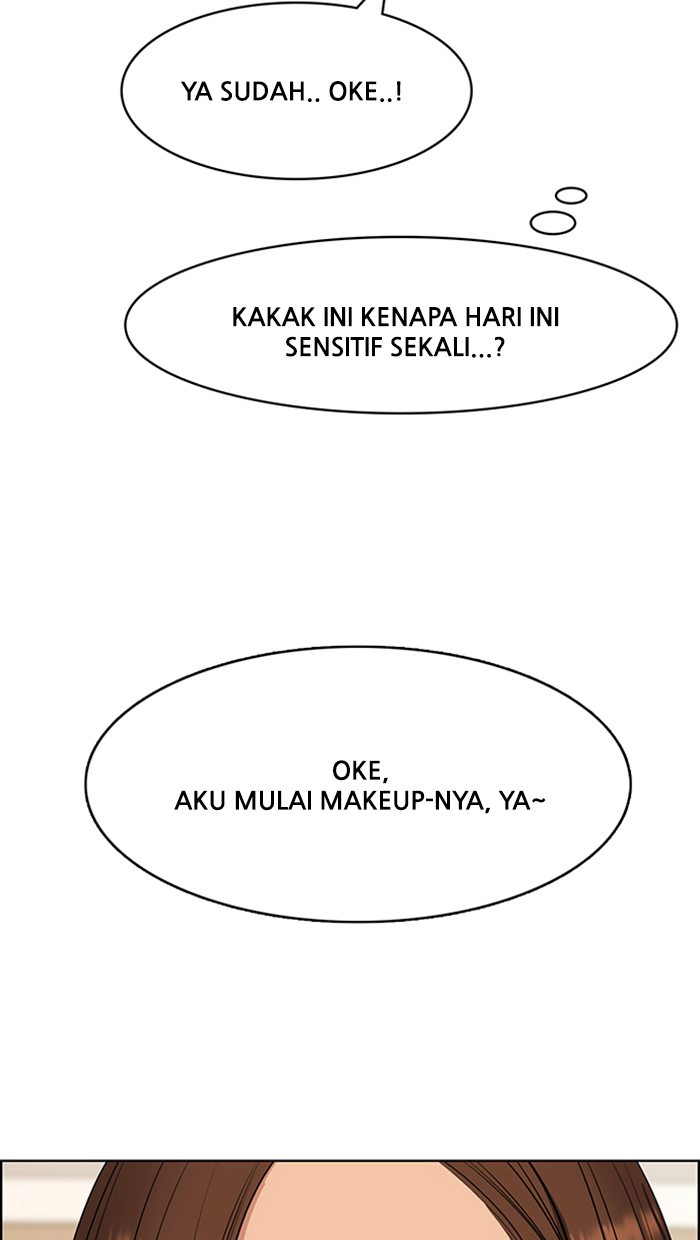 YA SUDAH.. OKE..!
KAKAK INI KENAPA HARI INI
SENSITIF SEKALI...?
OKE,
AKU MULAI MAKEUP-NYA, YA~